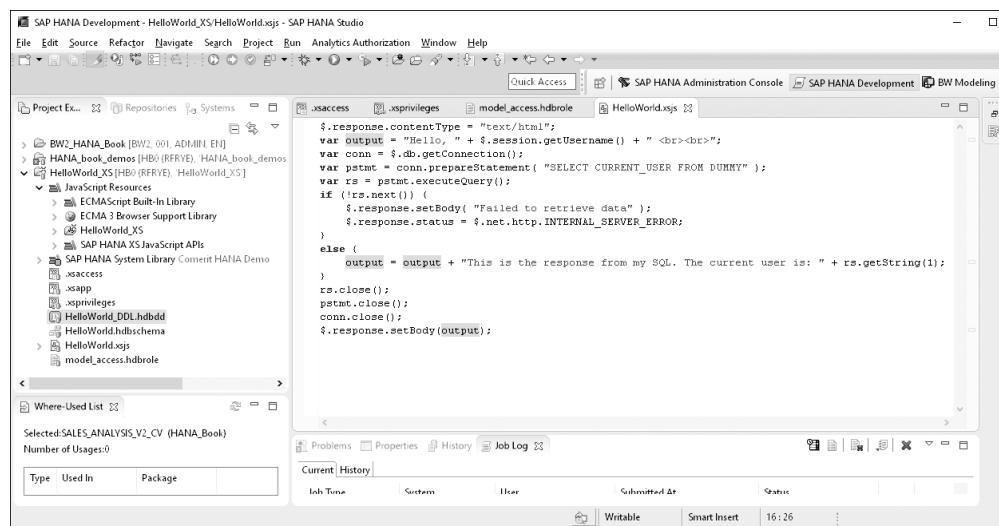 SAP HANA Development - HelloWorld_XS/HelloWorld.xsjs - SAP HANA Studio
File Edit Source Refactor Navigate Search Project Run Analytics Authorization Window Help
Quick Access SAP HANA Administration Console SAP HANA Development BW Modeling
Project Ex... Repositories Systems
BW2_HANA_Book [BW2, 001, ADMIN, EN]
HANA_book_demos [HB0 (RFRYE), 'HANA_book_demos
HelloWorld_XS [HB0 (RFRYE), 'HelloWorld_XS']
JavaScript Resources
ECMAScript Built-In Library
ECMA 3 Browser Support Library
HelloWorld_XS
SAP HANA XS JavaScript APIs
SAP HANA System Library Comerit HANA Demo
.xsaccess
.xsapp
.xsprivileges
HelloWorld_DDL.hdbdd
HelloWorld.hdbschema
HelloWorld.xsjs
model_access.hdbrole
Where-Used List
Selected:SALES_ANALYSIS_V2_CV (HANA_Book)
Number of Usages:0
Type Used In Package
.xsaccess .xsprivileges model_access.hdbrole HelloWorld.xsjs
$.response.contentType = "text/html";
var output = "Hello, " + $.session.getUsername() + " <br><br>";
var conn = $.db.getConnection();
var pstmt = conn.prepareStatement( "SELECT CURRENT_USER FROM DUMMY" );
var rs = pstmt.executeQuery();
if (!rs.next()) {
$.response.setBody( "Failed to retrieve data" );
$.response.status = $.net.http.INTERNAL_SERVER_ERROR;
}
else {
output = output + "This is the response from my SQL. The current user is: " + rs.getString(1);
}
rs.close();
pstmt.close();
conn.close();
$.response.setBody(output);
Problems Properties History Job Log
Current History
Job Type System User Submitted At Status
Writable Smart Insert 16 : 26